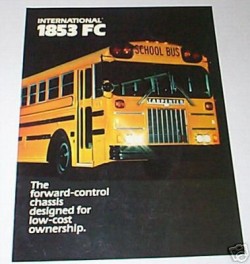 INTERNATIONAL
1853 FC
SCHOOL BUS
CARPENTER
The
forward-control
chassis
designed for
low-cost
ownership.